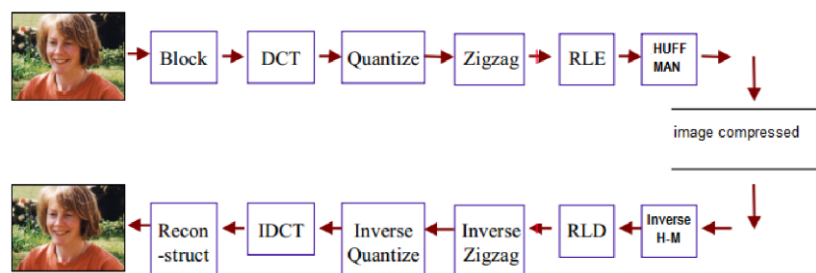 Block
DCT
Quantize
Zigzag
RLE
HUFF
MAN
image compressed
Recon
-struct
IDCT
Inverse
Quantize
Inverse
Zigzag
RLD
Inverse
H-M